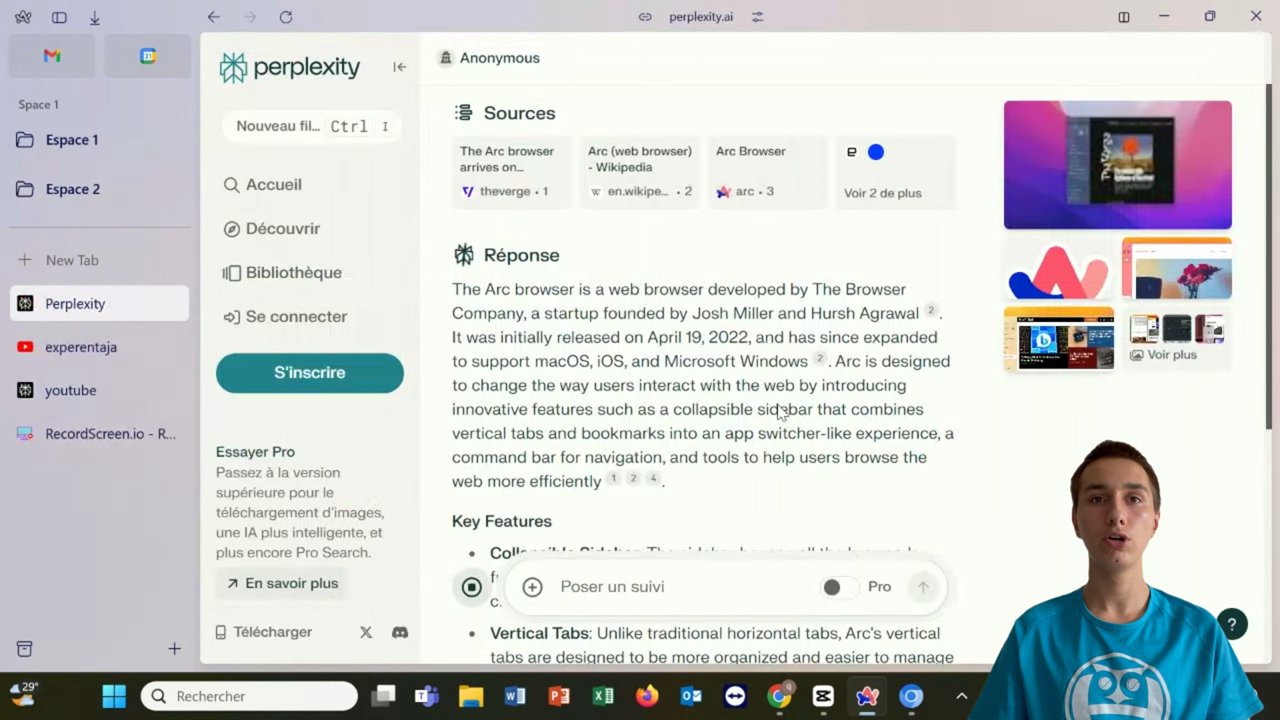 perplexity.ai
Space 1
Espace 1
Espace 2
New Tab
Perplexity
experentaja
youtube
RecordScreen.io - R...
perplexity
Nouveau fil... Ctrl I
Accueil
Découvrir
Bibliothèque
Se connecter
S'inscrire
Essayer Pro
Passez à la version
supérieure pour le
téléchargement d'images,
une IA plus intelligente, et
plus encore Pro Search.
En savoir plus
Télécharger
Anonymous
Sources
The Arc browser
arrives on...
theverge • 1
Arc (web browser)
- Wikipedia
en.wikipe... • 2
Arc Browser
arc • 3
Voir 2 de plus
Réponse
The Arc browser is a web browser developed by The Browser
Company, a startup founded by Josh Miller and Hursh Agrawal 2 .
It was initially released on April 19, 2022, and has since expanded
to support macOS, iOS, and Microsoft Windows 2 . Arc is designed
to change the way users interact with the web by introducing
innovative features such as a collapsible sidebar that combines
vertical tabs and bookmarks into an app switcher-like experience, a
command bar for navigation, and tools to help users browse the
web more efficiently 1 2 4 .
Key Features
Poser un suivi
Pro
Vertical Tabs: Unlike traditional horizontal tabs, Arc's vertical
tabs are designed to be more organized and easier to manage
Voir plus
?
29°
Rechercher